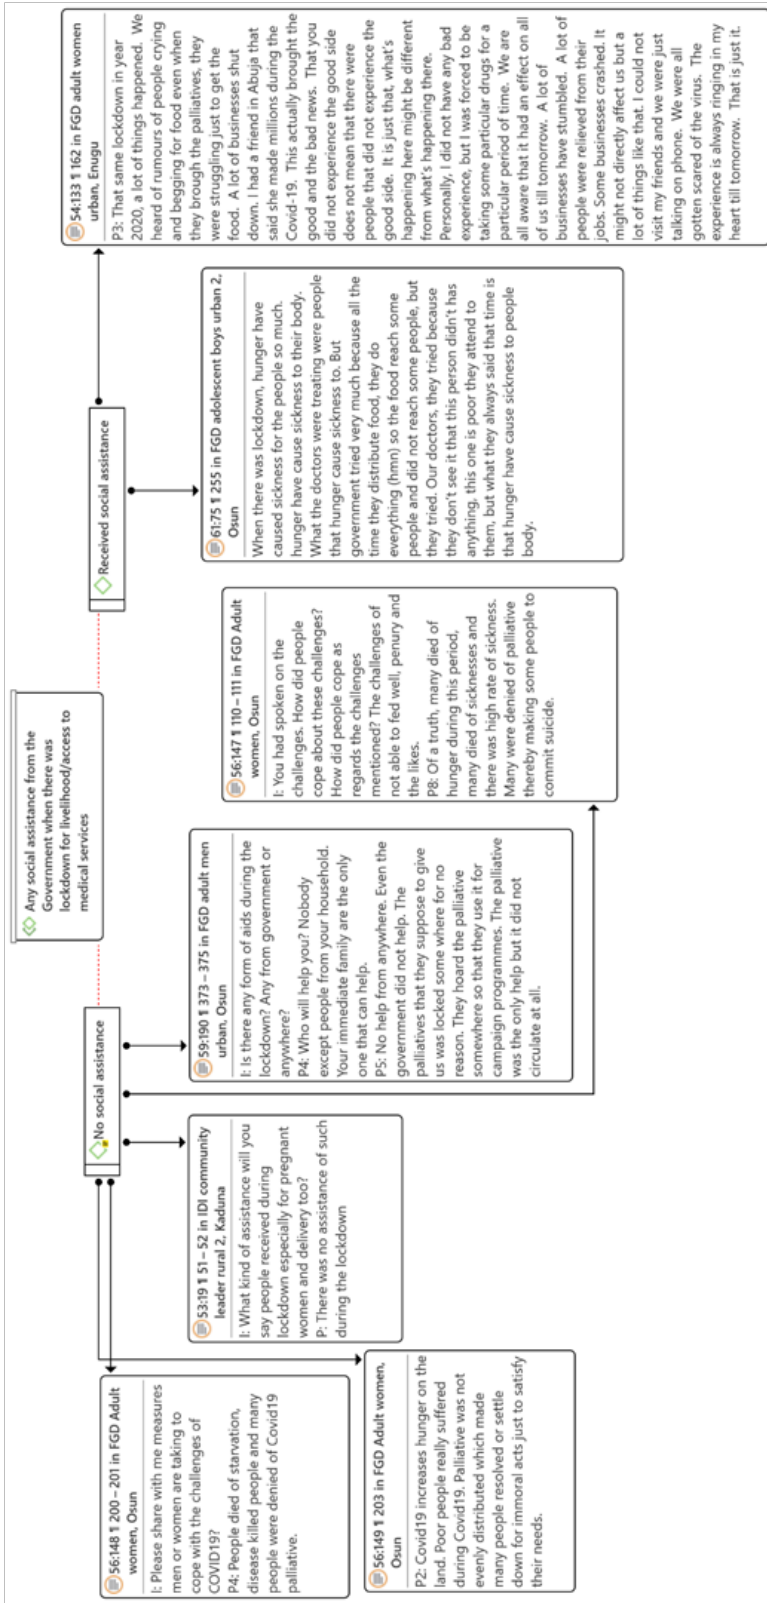 Any social assistance from the
Government when there was
lockdown for livelihood/access to
medical services
No social assistance
Received social assistance
56:148 ¶ 200 – 201 in FGD Adult
women, Osun
I: Please share with me measures
men or women are taking to
cope with the challenges of
COVID19?
P4: People died of starvation,
disease killed people and many
people were denied of Covid19
palliative.
56:149 ¶ 203 in FGD Adult women,
Osun
P2: Covid19 increases hunger on the
land. Poor people really suffered
during Covid19. Palliative was not
evenly distributed which made
many people resolved or settle
down for immoral acts just to satisfy
their needs.
53:19 ¶ 51 – 52 in IDI community
leader rural 2, Kaduna
I: What kind of assistance will you
say people received during
lockdown especially for pregnant
women and delivery too?
P: There was no assistance of such
during the lockdown
59:190 ¶ 373 – 375 in FGD adult men
urban, Osun
I: Is there any form of aids during the
lockdown? Any from government or
anywhere?
P4: Who will help you? Nobody
except people from your household.
Your immediate family are the only
one that can help.
P5: No help from anywhere. Even the
government did not help. The
palliatives that they suppose to give
us was locked some where for no
reason. They hoard the palliative
somewhere so that they use it for
campaign programmes. The palliative
was the only help but it did not
circulate at all.
56:147 ¶ 110 – 111 in FGD Adult
women, Osun
I: You had spoken on the
challenges. How did people
cope about these challenges?
How did people cope as
regards the challenges
mentioned? The challenges of
not able to fed well, penury and
the likes.
P8: Of a truth, many died of
hunger during this period,
many died of sicknesses and
there was high rate of sickness.
Many were denied of palliative
thereby making some people to
commit suicide.
61:75 ¶ 255 in FGD adolescent boys urban 2,
Osun
When there was lockdown, hunger have
caused sickness for the people so much.
hunger have cause sickness to their body.
What the doctors were treating were people
that hunger cause sickness to. But
government tried very much because all the
time they distribute food, they do
everything (hmn) so the food reach some
people and did not reach some people, but
they tried. Our doctors, they tried because
they don't see it that this person didn't has
anything, this one is poor they attend to
them, but what they always said that time is
that hunger have cause sickness to people
body.
54:133 ¶ 162 in FGD adult women
urban, Enugu
P3: That same lockdown in year
2020, a lot of things happened. We
heard of rumours of people crying
and begging for food even when
they brough the palliatives, they
were struggling just to get the
food. A lot of businesses shut
down. I had a friend in Abuja that
said she made millions during the
Covid-19. This actually brought the
good and the bad news. That you
did not experience the good side
does not mean that there were
people that did not experience the
good side. It is just that, what's
happening here might be different
from what's happening there.
Personally, I did not have any bad
experience, but I was forced to be
taking some particular drugs for a
particular period of time. We are
all aware that it had an effect on all
of us till tomorrow. A lot of
businesses have stumbled. A lot of
people were relieved from their
jobs. Some businesses crashed. It
might not directly affect us but a
lot of things like that. I could not
visit my friends and we were just
talking on phone. We were all
gotten scared of the virus. The
experience is always ringing in my
heart till tomorrow. That is just it.